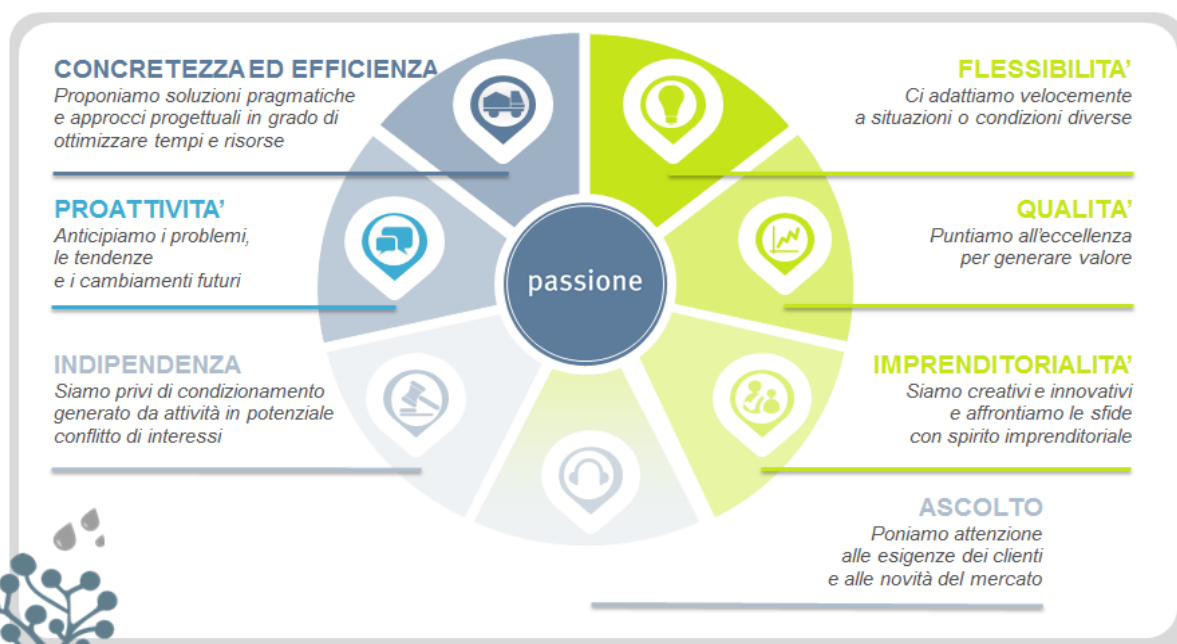 CONCRETEZZA ED EFFICIENZA
Proponiamo soluzioni pragmatiche
e approcci progettuali in grado di
ottimizzare tempi e risorse
PROATTIVITA’
Anticipiamo i problemi,
le tendenze
e i cambiamenti futuri
INDIPENDENZA
Siamo privi di condizionamento
generato da attività in potenziale
conflitto di interessi
passione
FLESSIBILITA’
Ci adattiamo velocemente
a situazioni o condizioni diverse
QUALITA’
Puntiamo all’eccellenza
per generare valore
IMPRENDITORIALITA’
Siamo creativi e innovativi
e affrontiamo le sfide
con spirito imprenditoriale
ASCOLTO
Poniamo attenzione
alle esigenze dei clienti
e alle novità del mercato